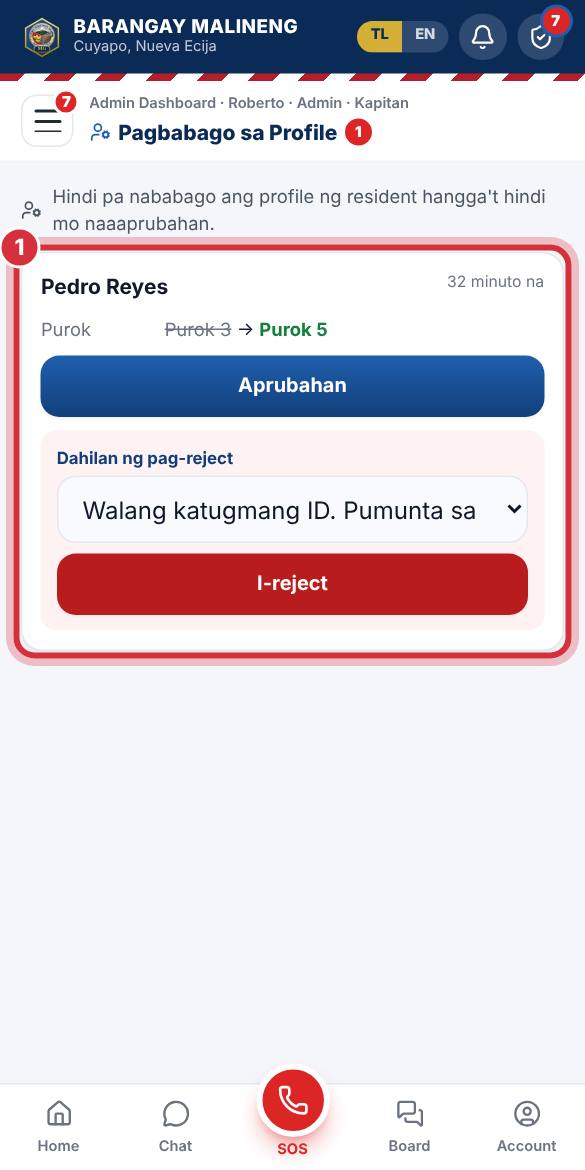 BARANGAY MALINENG
Cuyapo, Nueva Ecija
TL
EN
7
7
Admin Dashboard · Roberto · Admin · Kapitan
Pagbabago sa Profile 1
Hindi pa nababago ang profile ng resident hangga't hindi
mo naaaprubahan.
1
Pedro Reyes
32 minuto na
Purok
Purok 3 → Purok 5
Aprubahan
Dahilan ng pag-reject
Walang katugmang ID. Pumunta sa
I-reject
Home
Chat
SOS
Board
Account